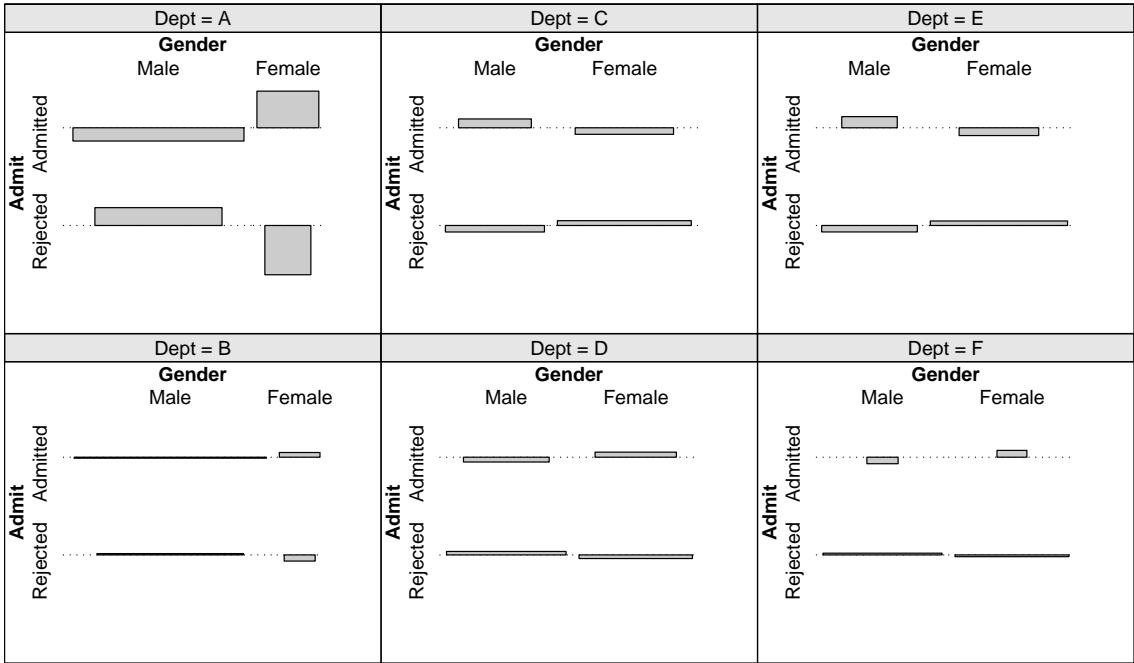 Dept = A
Gender
Male Female
Admit
Admitted
Rejected
Dept = C
Gender
Male Female
Admit
Admitted
Rejected
Dept = E
Gender
Male Female
Admit
Admitted
Rejected
Dept = B
Gender
Male Female
Admit
Admitted
Rejected
Dept = D
Gender
Male Female
Admit
Admitted
Rejected
Dept = F
Gender
Male Female
Admit
Admitted
Rejected